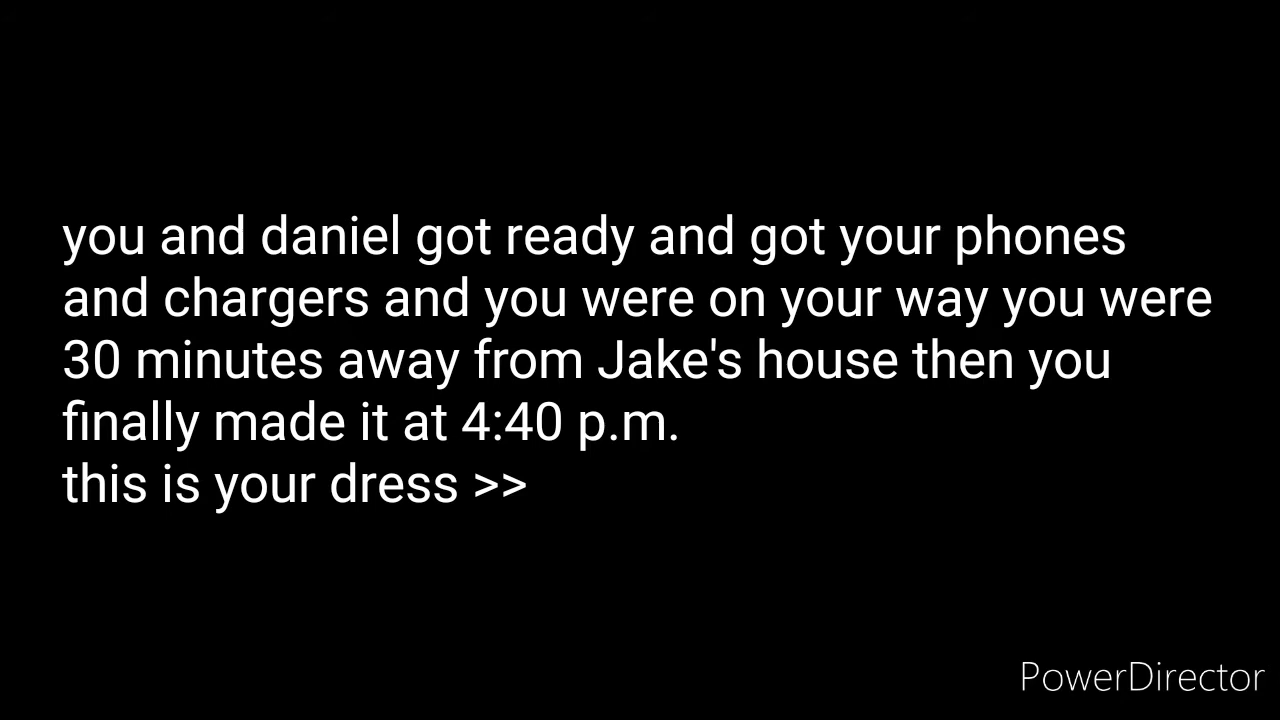 you and daniel got ready and got your phones
and chargers and you were on your way you were
30 minutes away from Jake's house then you
finally made it at 4:40 p.m.
this is your dress >>
PowerDirector